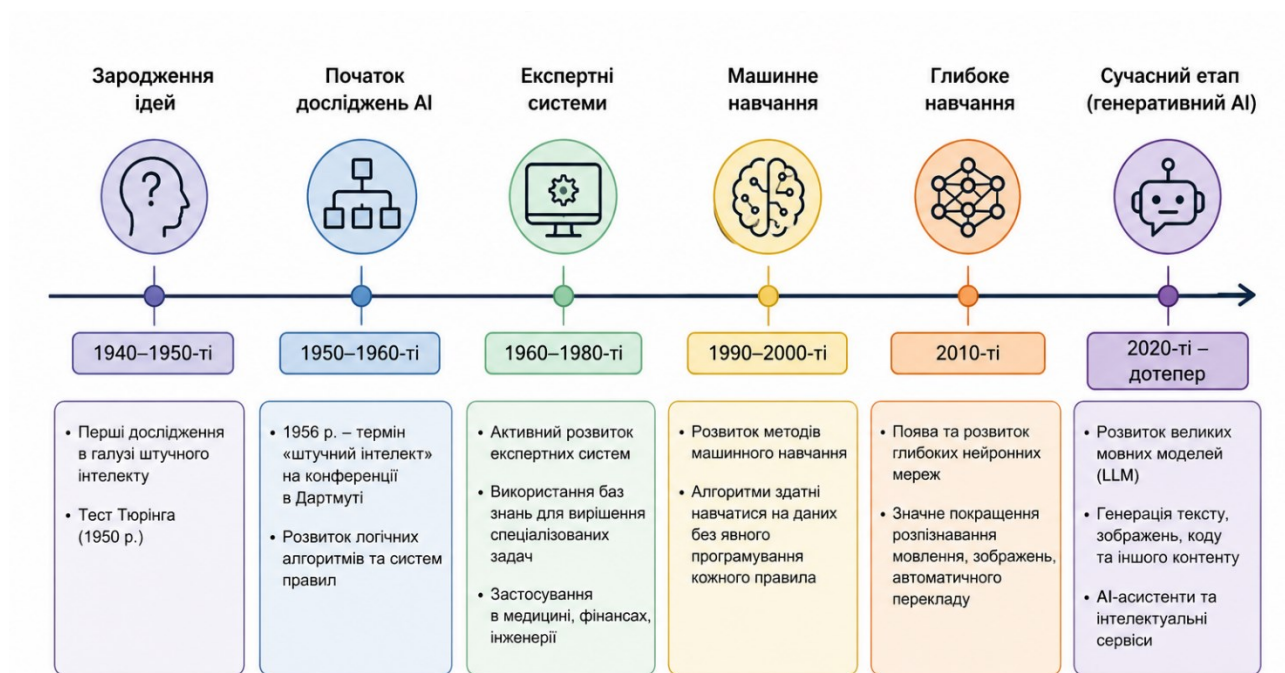 Зародження
ідей
Початок
досліджень AI
Експертні
системи
Машинне
навчання
Глибоке
навчання
Сучасний етап
(генеративний AI)
?
1940–1950-ті
1950–1960-ті
1960–1980-ті
1990–2000-ті
2010-ті
2020-ті –
дотепер
• Перші дослідження
в галузі штучного
інтелекту
• Тест Тюрінга
(1950 р.)
• 1956 р. – термін
«штучний інтелект»
на конференції
в Дартмуті
• Розвиток логічних
алгоритмів та систем
правил
• Активний розвиток
експертних систем
• Використання баз
знань для вирішення
спеціалізованих
задач
• Застосування
в медицині, фінансах,
інженерії
• Розвиток методів
машинного навчання
• Алгоритми здатні
навчатися на даних
без явного
програмування
кожного правила
• Поява та розвиток
глибоких нейронних
мереж
• Значне покращення
розпізнавання
мовлення, зображень,
автоматичного
перекладу
• Розвиток великих
мовних моделей
(LLM)
• Генерація тексту,
зображень, коду
та іншого контенту
• AI-асистенти та
інтелектуальні
сервіси